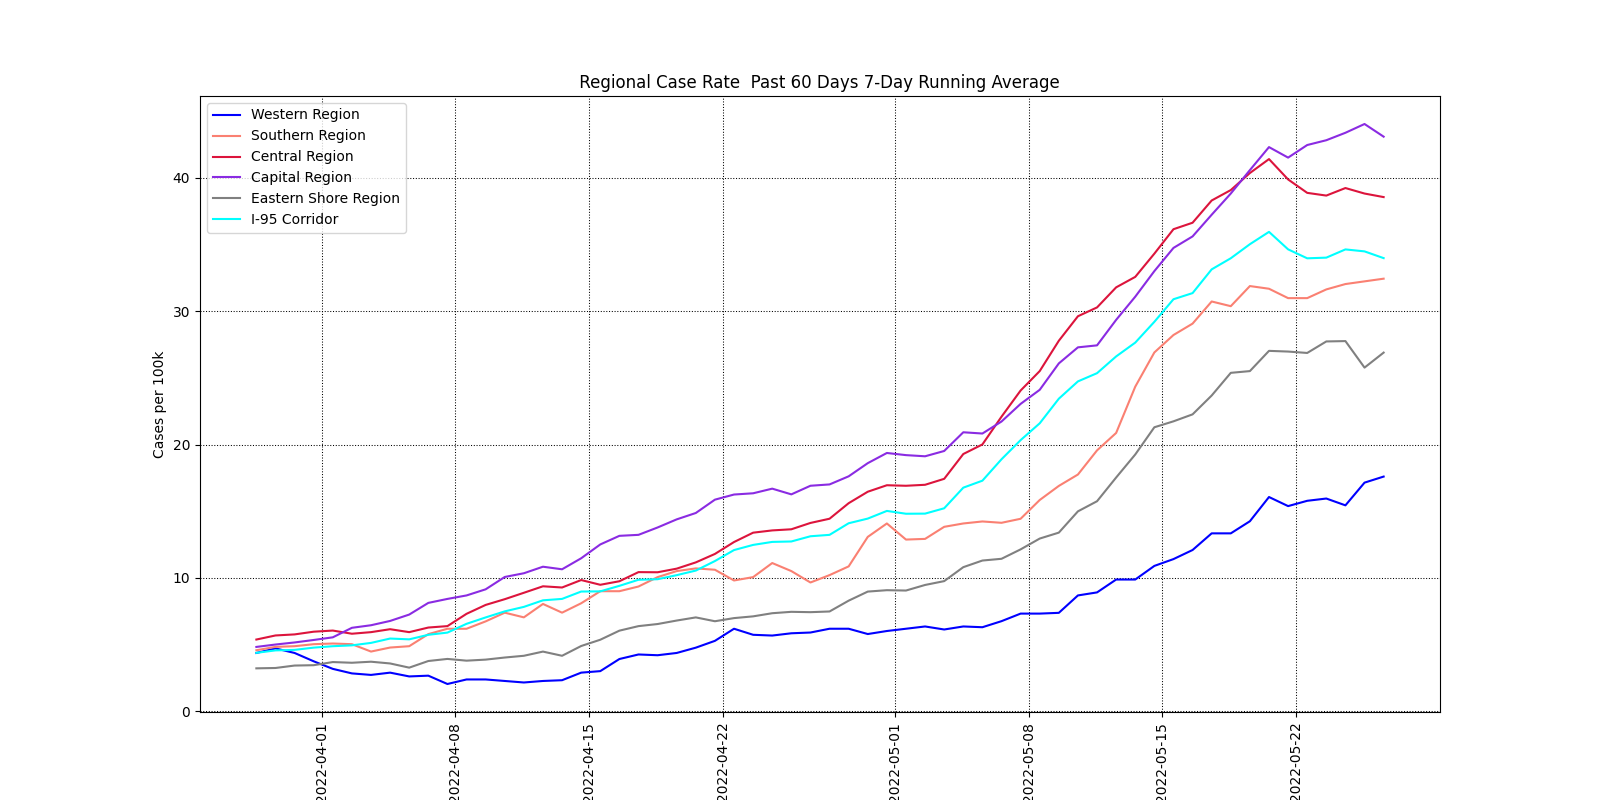 Regional Case Rate  Past 60 Days 7-Day Running Average
Western Region
Southern Region
Central Region
Capital Region
Eastern Shore Region
I-95 Corridor
Cases per 100k
40
30
20
10
0
2022-04-01
2022-04-08
2022-04-15
2022-04-22
2022-05-01
2022-05-08
2022-05-15
2022-05-22